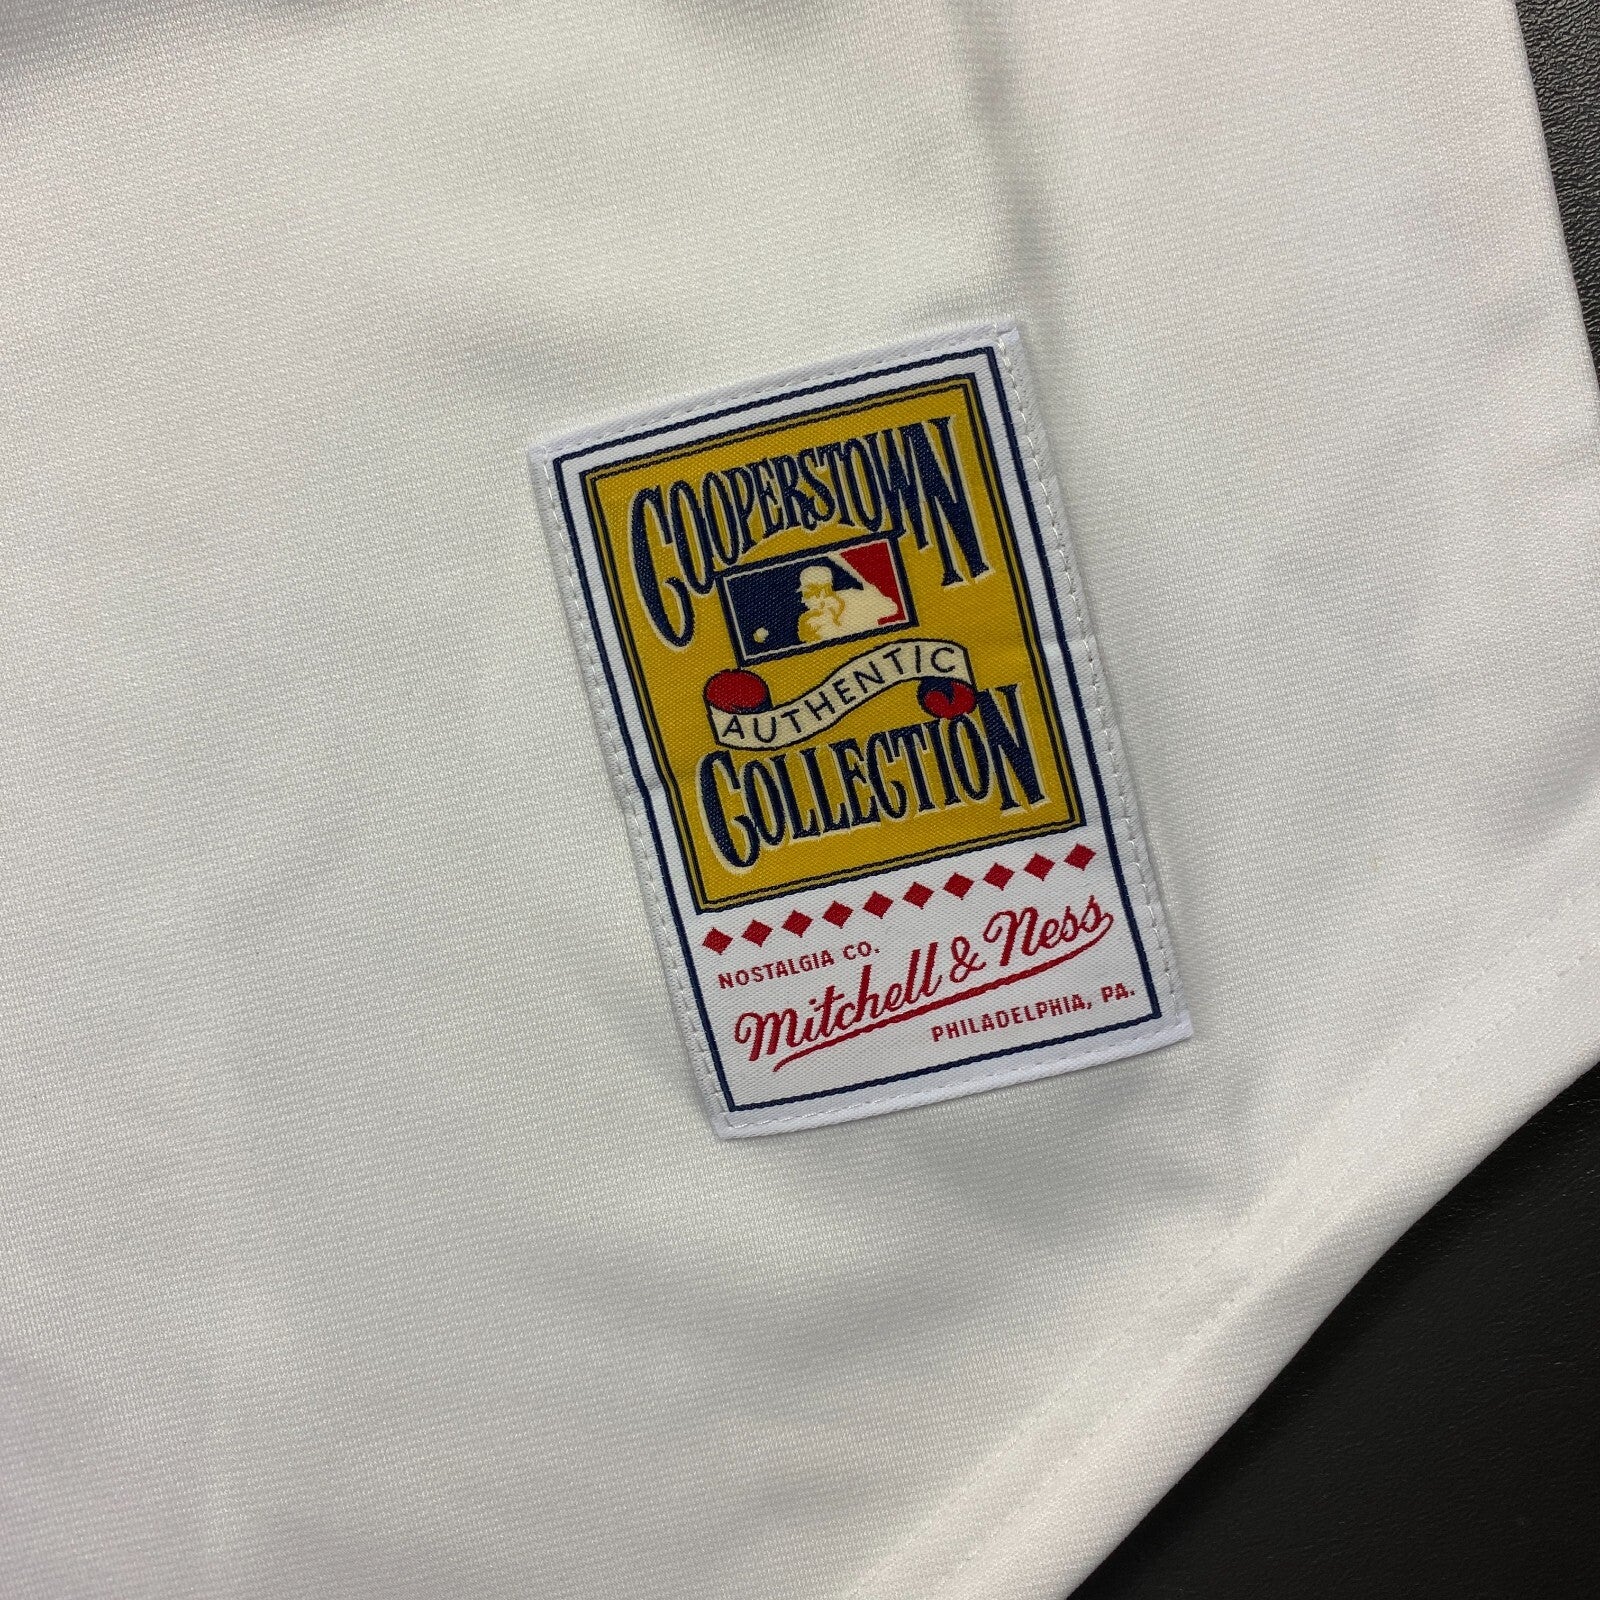 COOPERSTOWN
AUTHENTIC
COLLECTION
NOSTALGIA CO.
Mitchell & Ness
PHILADELPHIA, PA.